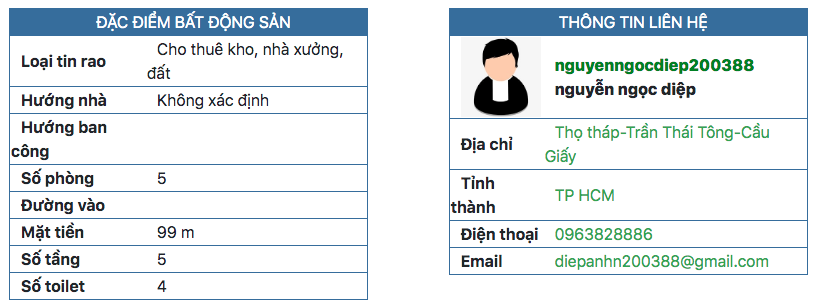 ĐẶC ĐIỂM BẤT ĐỘNG SẢN
Loại tin rao Cho thuê kho, nhà xưởng,
đất
Hướng nhà Không xác định
Hướng ban
công
Số phòng 5
Đường vào
Mặt tiền 99 m
Số tầng 5
Số toilet 4
THÔNG TIN LIÊN HỆ
nguyenngocdiep200388
nguyễn ngọc diệp
Địa chỉ Thọ tháp-Trần Thái Tông-Cầu
Giấy
Tỉnh
thành TP HCM
Điện thoại 0963828886
Email diepanhn200388@gmail.com